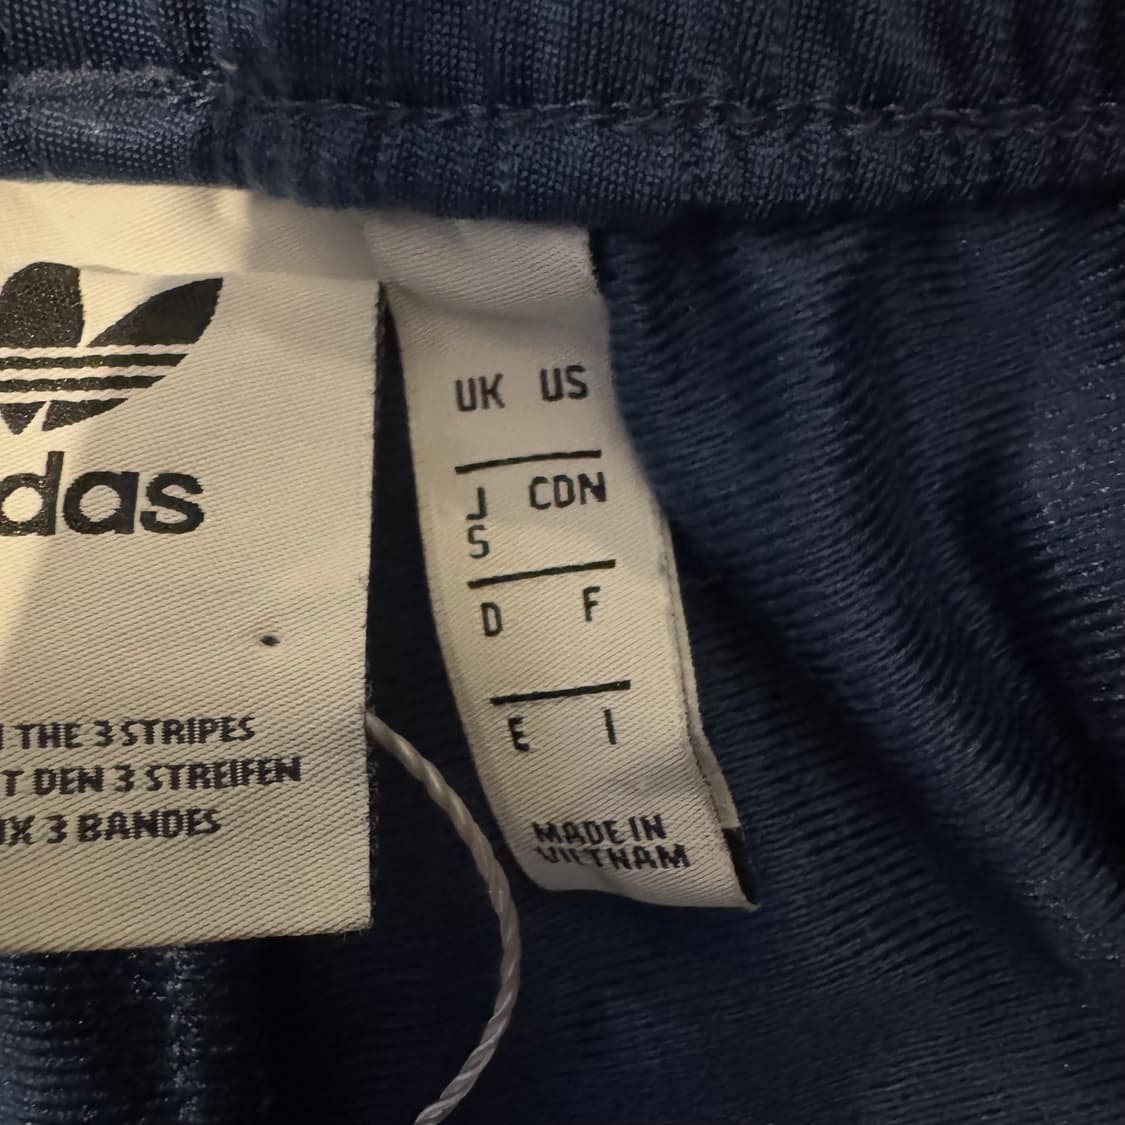 das
THE 3 STRIPES
T DEN 3 STREIFEN
X 3 BANDES
UK US
J CDN
S
D F
E I
MADE IN
VIETNAM